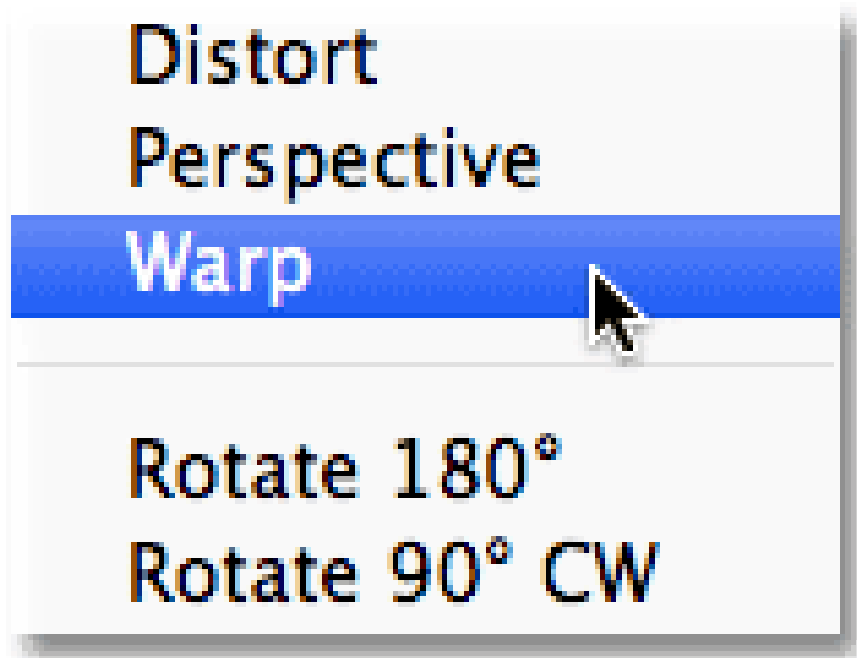 Distort
Perspective
Warp
Rotate 180°
Rotate 90° CW